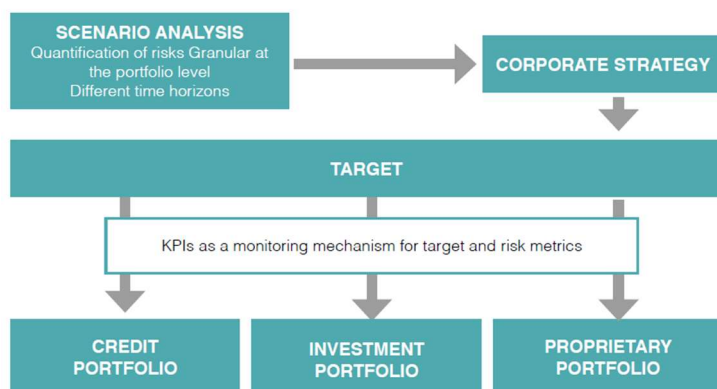 SCENARIO ANALYSIS
Quantification of risks Granular at
the portfolio level
Different time horizons
CORPORATE STRATEGY
TARGET
KPIs as a monitoring mechanism for target and risk metrics
CREDIT
PORTFOLIO
INVESTMENT
PORTFOLIO
PROPRIETARY
PORTFOLIO